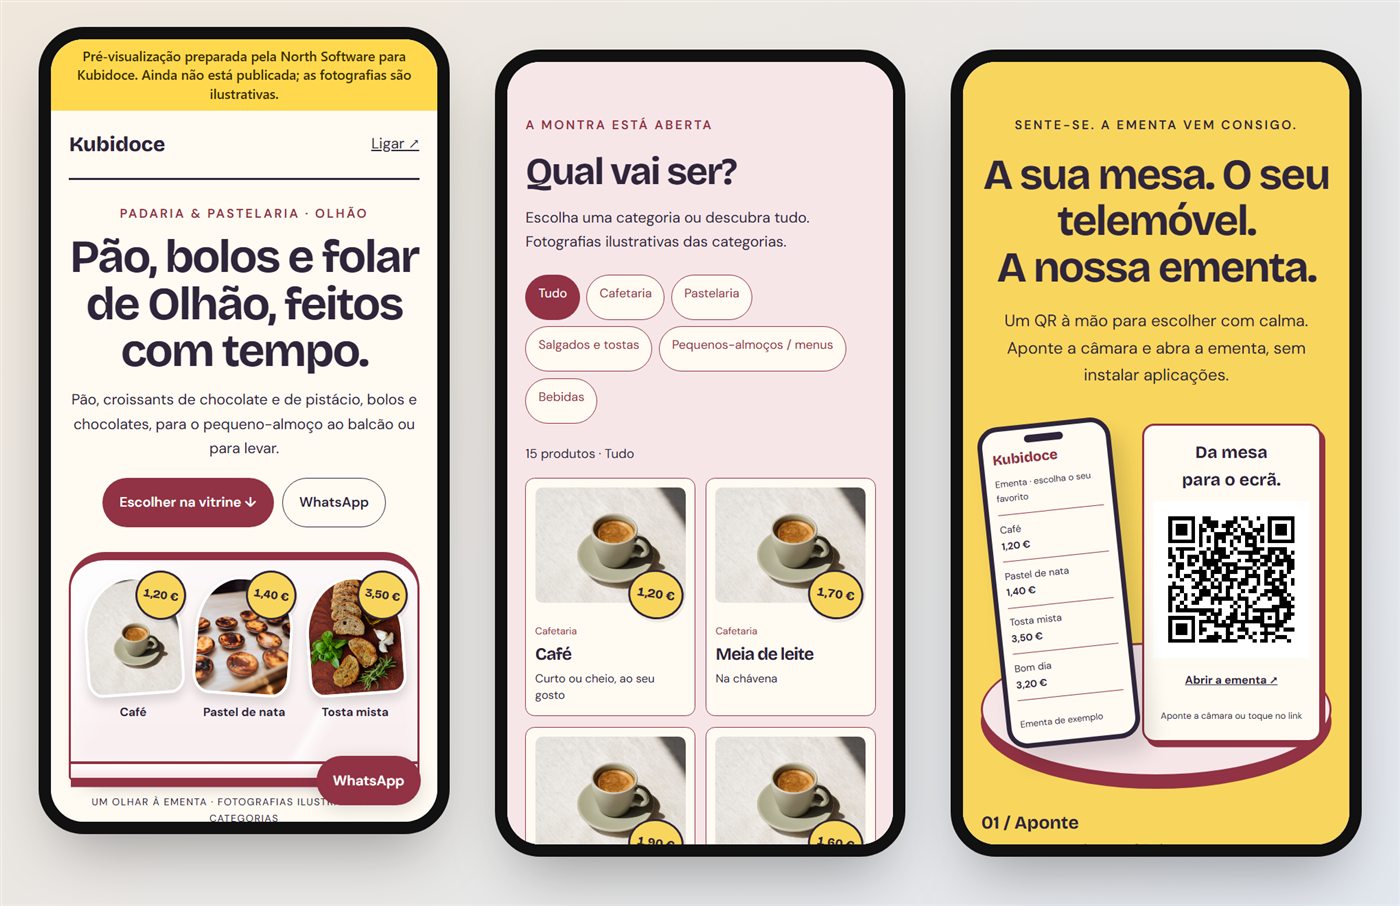 Pré-visualização preparada pela North Software para
Kubidoce. Ainda não está publicada; as fotografias são
ilustrativas.
Kubidoce
Ligar ↗
PADARIA & PASTELARIA · OLHÃO
Pão, bolos e folar
de Olhão, feitos
com tempo.
Pão, croissants de chocolate e de pistácio, bolos e
chocolates, para o pequeno-almoço ao balcão ou
para levar.
Escolher na vitrine ↓
WhatsApp
1,20 €
1,40 €
3,50 €
Café
Pastel de nata
Tosta mista
WhatsApp
UM OLHAR À EMENTA · FOTOGRAFIAS
CATEGORIAS
A MONTRA ESTÁ ABERTA
Qual vai ser?
Escolha uma categoria ou descubra tudo.
Fotografias ilustrativas das categorias.
Tudo
Cafetaria
Pastelaria
Salgados e tostas
Pequenos-almoços / menus
Bebidas
15 produtos · Tudo
1,20 €
Cafetaria
Café
Curto ou cheio, ao seu
gosto
1,70 €
Cafetaria
Meia de leite
Na chávena
1,90 €
1,60 €
SENTE-SE. A EMENTA VEM CONSIGO.
A sua mesa. O seu
telemóvel.
A nossa ementa.
Um QR à mão para escolher com calma.
Aponte a câmara e abra a ementa, sem
instalar aplicações.
Kubidoce
Ementa · escolha o seu
favorito
Café
1,20 €
Pastel de nata
1,40 €
Tosta mista
3,50 €
Bom dia
3,20 €
Ementa de exemplo
Da mesa
para o ecrã.
Abrir a ementa ↗
Aponte a câmara ou toque no link
01 / Aponte